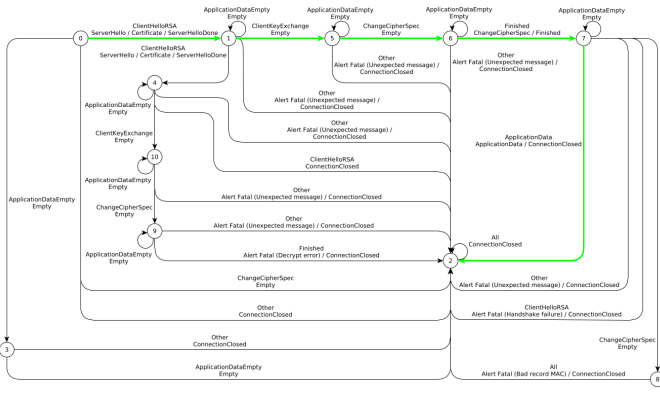 ApplicationDataEmpty
Empty
ApplicationDataEmpty
Empty
ApplicationDataEmpty
Empty
ApplicationDataEmpty
Empty
ClientHelloRSA
ServerHello / Certificate / ServerHelloDone
ClientKeyExchange
Empty
ChangeCipherSpec
Empty
Finished
ChangeCipherSpec / Finished
0
1
5
6
7
ClientHelloRSA
ServerHello / Certificate / ServerHelloDone
Other
Alert Fatal (Unexpected message) /
ConnectionClosed
Other
Alert Fatal (Unexpected message) /
ConnectionClosed
4
ApplicationDataEmpty
Empty
Other
Alert Fatal (Unexpected message) /
ConnectionClosed
Other
Alert Fatal (Unexpected message) /
ConnectionClosed
ClientKeyExchange
Empty
ApplicationData
ApplicationData / ConnectionClosed
10
ClientHelloRSA
ConnectionClosed
ApplicationDataEmpty
Empty
Other
Alert Fatal (Unexpected message) / ConnectionClosed
ApplicationDataEmpty
Empty
ChangeCipherSpec
Empty
Other
Alert Fatal (Unexpected message) / ConnectionClosed
9
All
ConnectionClosed
ApplicationDataEmpty
Empty
Finished
Alert Fatal (Decrypt error) / ConnectionClosed
2
ChangeCipherSpec
Empty
Other
Alert Fatal (Unexpected message) / ConnectionClosed
Other
ConnectionClosed
ClientHelloRSA
Alert Fatal (Handshake failure) / ConnectionClosed
Other
ConnectionClosed
ChangeCipherSpec
Empty
3
ApplicationDataEmpty
Empty
All
Alert Fatal (Bad record MAC) / ConnectionClosed
8